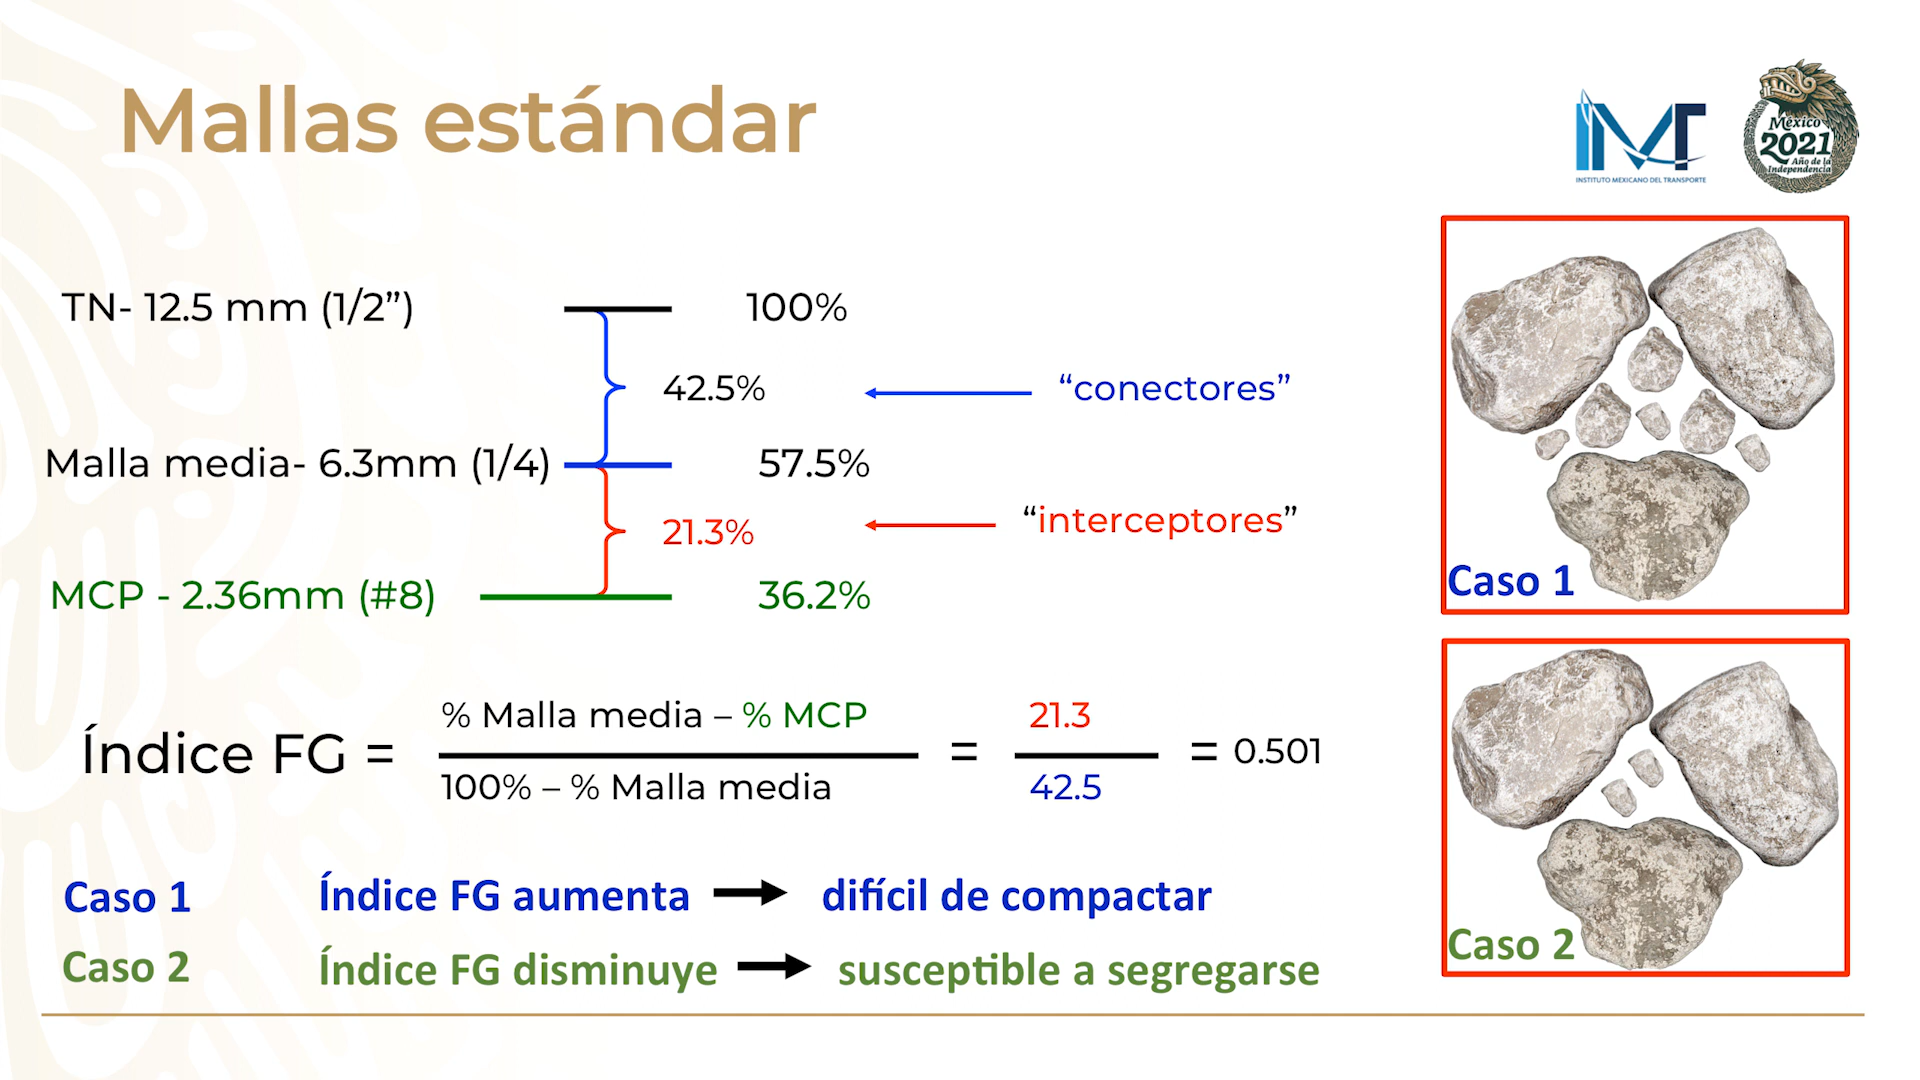 Mallas estándar
INSTITUTO MEXICANO DEL TRANSPORTE
México
2021
Año de la
Independencia
TN- 12.5 mm (1/2”) 100%
42.5% “conectores”
Malla media- 6.3mm (1/4) 57.5%
21.3% “interceptores”
MCP - 2.36mm (#8) 36.2%
Caso 1
Índice FG = % Malla media – % MCP = 21.3 = 0.501
100% – % Malla media 42.5
Caso 1 Índice FG aumenta difícil de compactar
Caso 2 Índice FG disminuye susceptible a segregarse
Caso 2